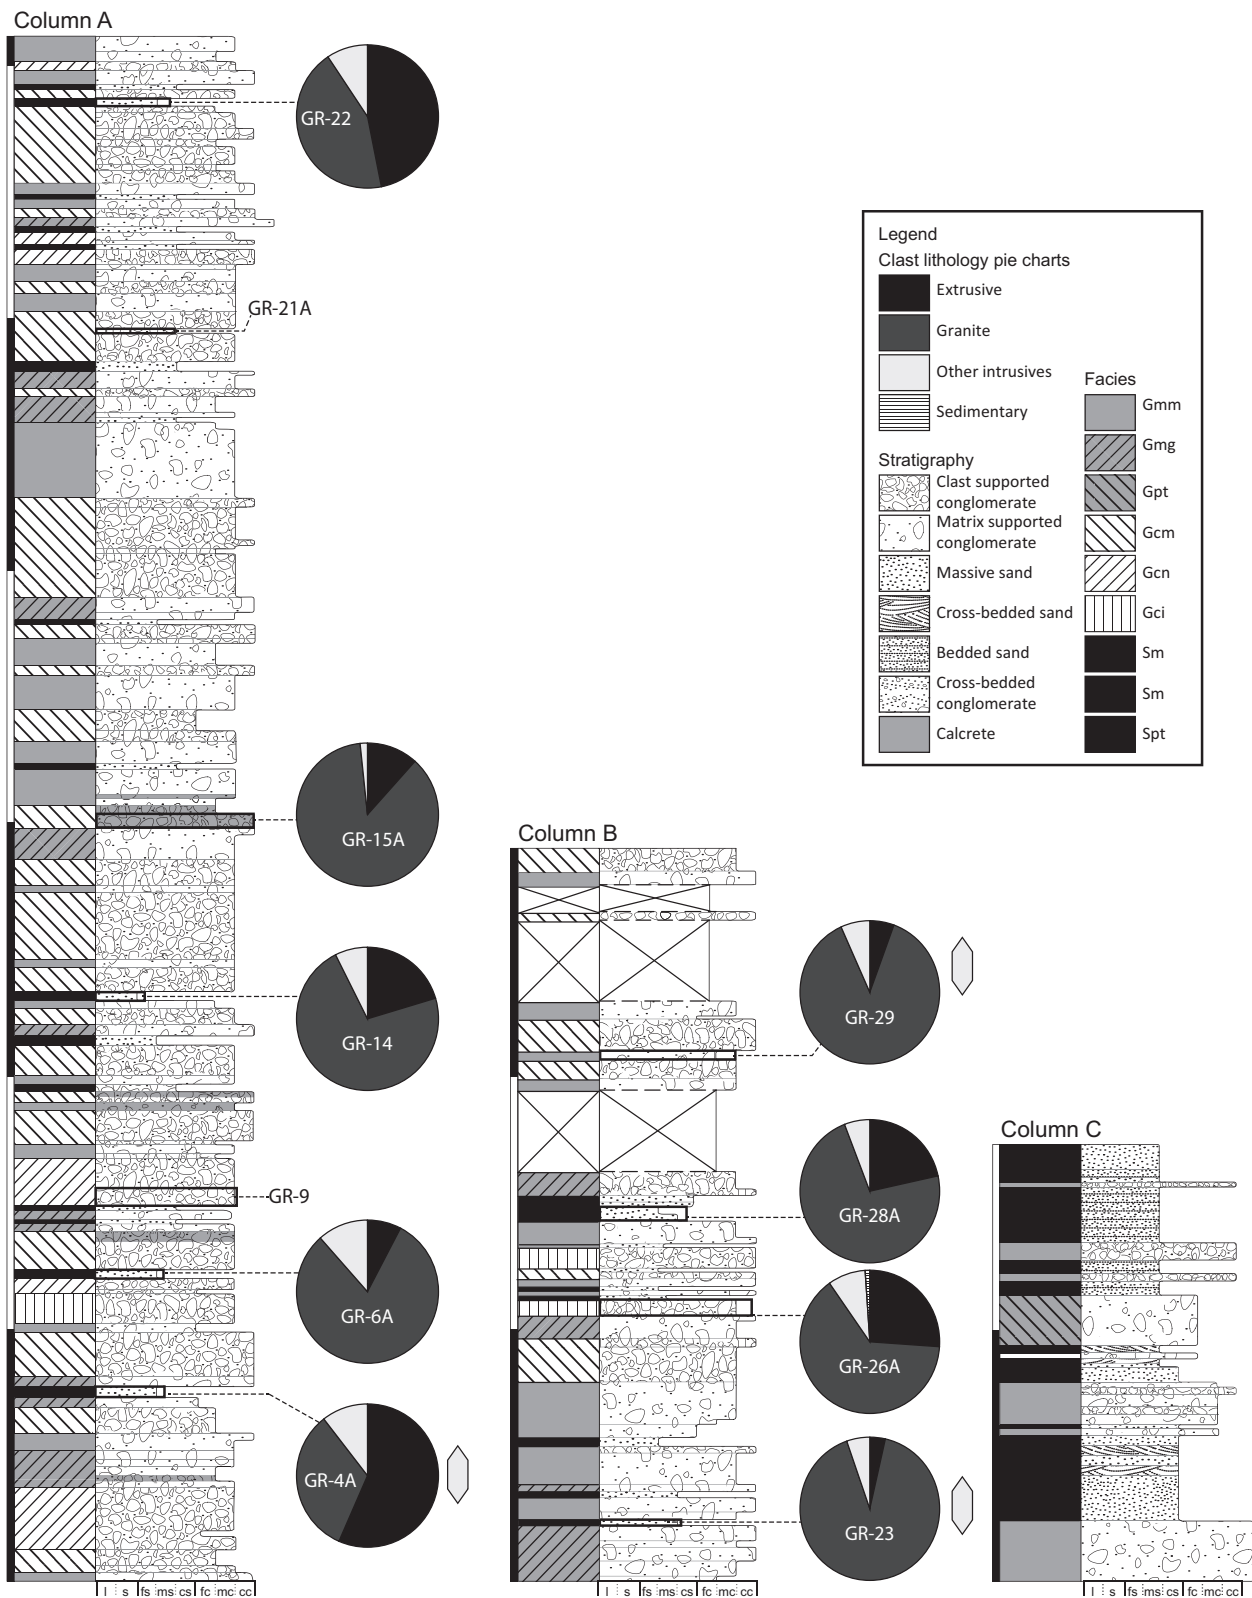 Column A
GR-22
GR-21A
GR-15A
GR-14
GR-9
GR-6A
GR-4A
l s fs ms cs fc mc cc
Column B
GR-29
GR-28A
GR-26A
GR-23
l s fs ms cs fc mc cc
Column C
l s fs ms cs fc mc cc
Legend
Clast lithology pie charts
Extrusive
Granite
Other intrusives
Sedimentary
Stratigraphy
Clast supported
conglomerate
Matrix supported
conglomerate
Massive sand
Cross-bedded sand
Bedded sand
Cross-bedded
conglomerate
Calcrete
Facies
Gmm
Gmg
Gpt
Gcm
Gcn
Gci
Sm
Sm
Spt